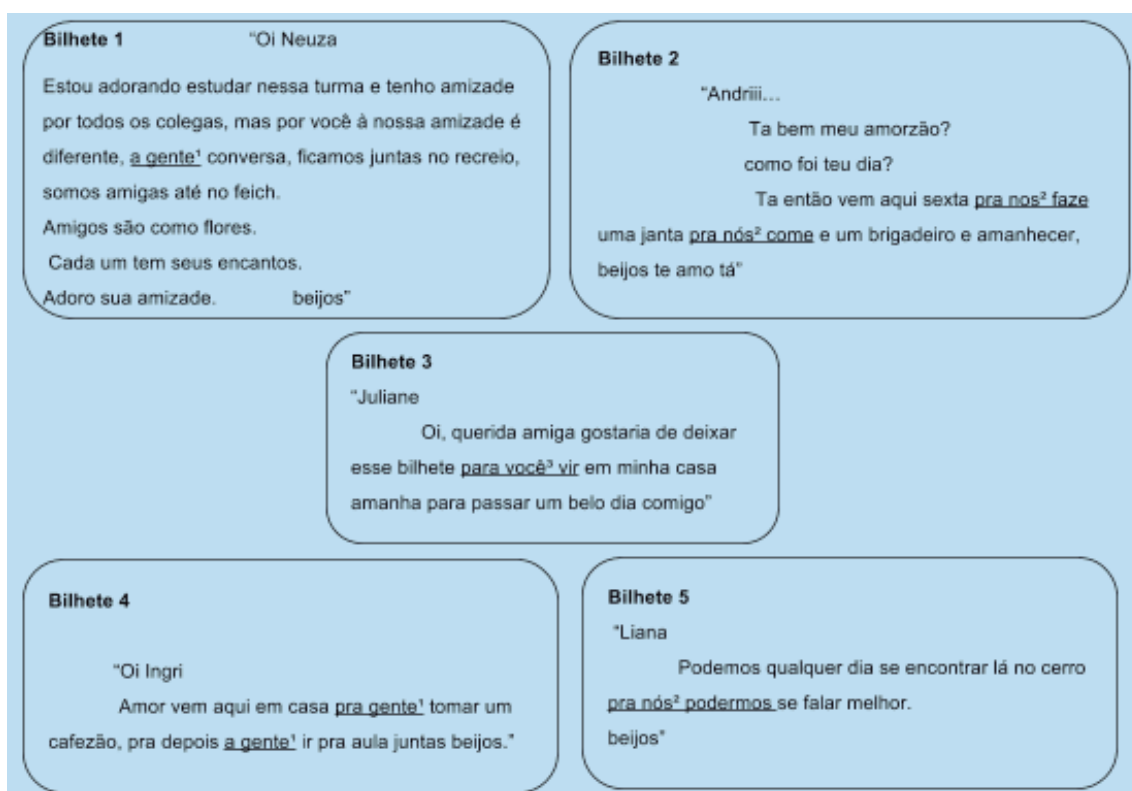 Bilhete 1 "Oi Neuza
Estou adorando estudar nessa turma e tenho amizade
por todos os colegas, mas por você à nossa amizade é
diferente, a gente¹ conversa, ficamos juntas no recreio,
somos amigas até no feich.
Amigos são como flores.
Cada um tem seus encantos.
Adoro sua amizade. beijos"
Bilhete 2
"Andriii...
Ta bem meu amorzão?
como foi teu dia?
Ta então vem aqui sexta pra nos² faze
uma janta pra nós² come e um brigadeiro e amanhecer,
beijos te amo tá"
Bilhete 3
"Juliane
Oi, querida amiga gostaria de deixar
esse bilhete para você³ vir em minha casa
amanha para passar um belo dia comigo"
Bilhete 4
"Oi Ingri
Amor vem aqui em casa pra gente¹ tomar um
cafezão, pra depois a gente¹ ir pra aula juntas beijos."
Bilhete 5
"Liana
Podemos qualquer dia se encontrar lá no cerro
pra nós² podermos se falar melhor.
beijos"